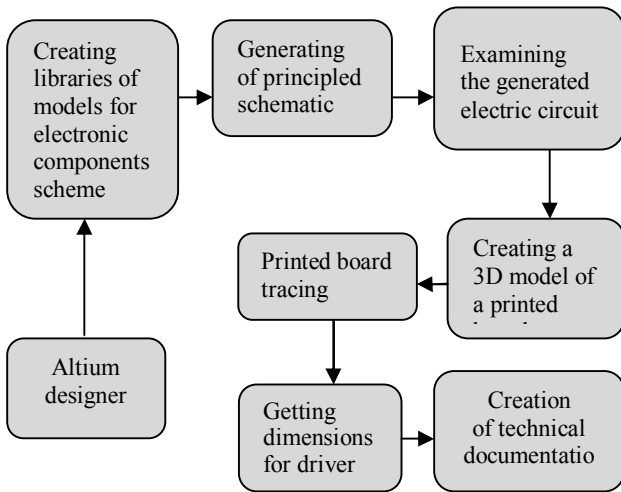 Creating
libraries of
models for
electronic
components
scheme
Generating
of principled
schematic
Examining
the generated
electric circuit
Creating a
3D model of
a printed
Printed board
tracing
Altium
designer
Getting
dimensions
for driver
Creation
of technical
documentatio